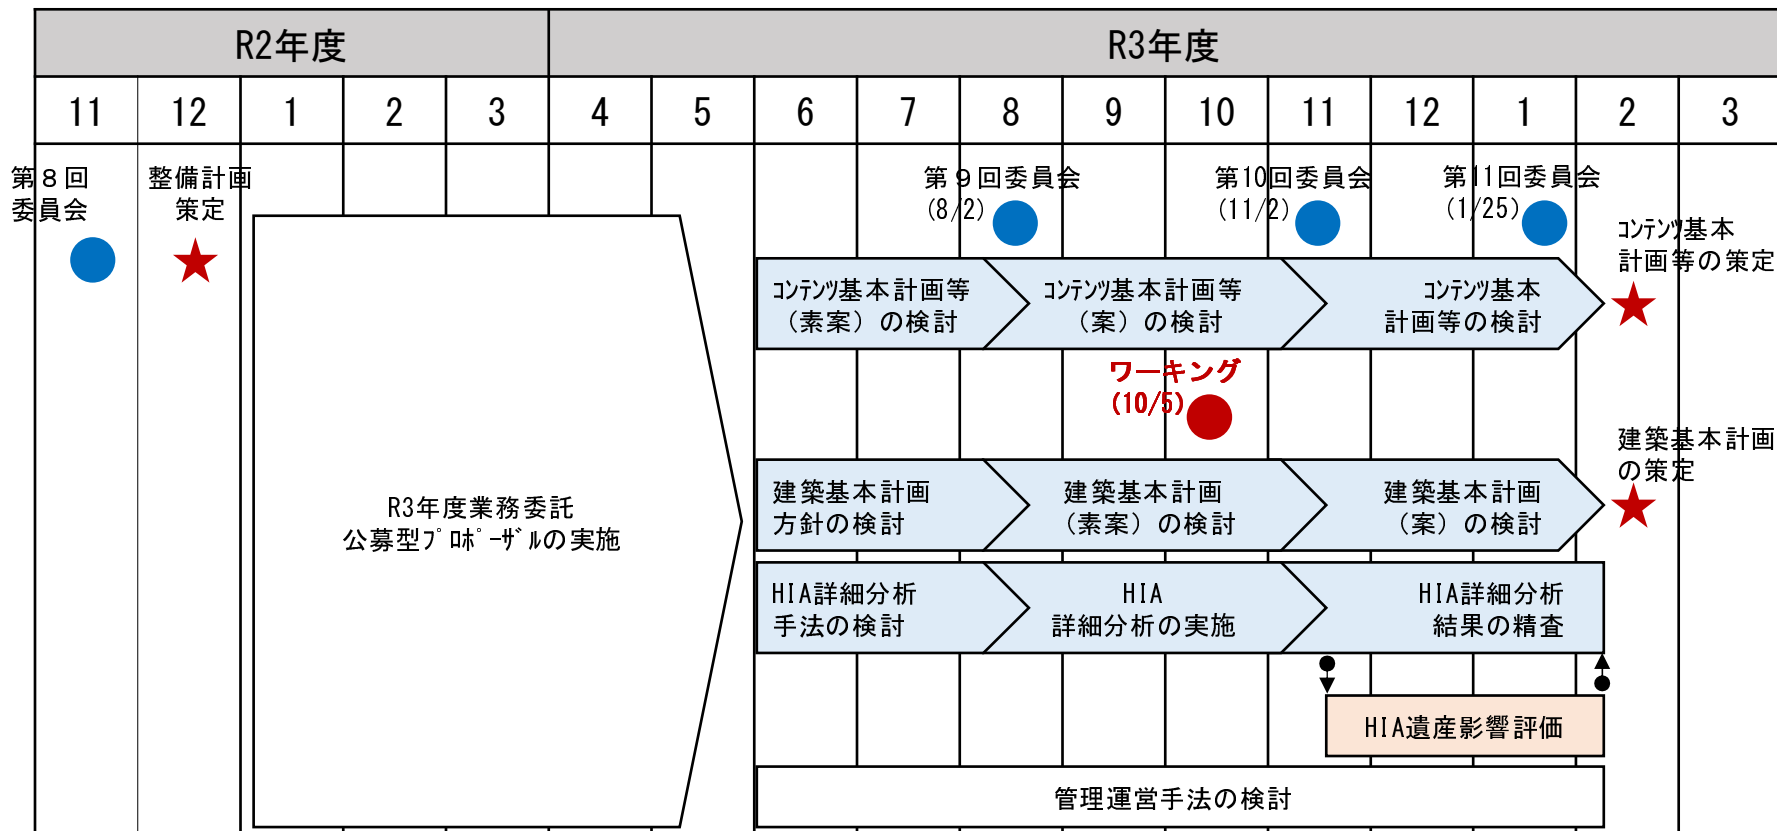 R2年度
R3年度
11 12 1 2 3 4 5 6 7 8 9 10 11 12 1 2 3
第８回
委員会
整備計画
策定
第９回委員会
(8/2)
第10回委員会
(11/2)
第11回委員会
(1/25)
ｺﾝﾃﾝﾂ基本
計画等の策定
ｺﾝﾃﾝﾂ基本計画等
（素案）の検討
ｺﾝﾃﾝﾂ基本計画等
（案）の検討
ｺﾝﾃﾝﾂ基本
計画等の検討
ワーキング
(10/5)
建築基本計画
の策定
R3年度業務委託
公募型ﾌﾟﾛﾎﾟｰｻﾞﾙの実施
建築基本計画
方針の検討
建築基本計画
（素案）の検討
建築基本計画
（案）の検討
HIA詳細分析
手法の検討
HIA
詳細分析の実施
HIA詳細分析
結果の精査
HIA遺産影響評価
管理運営手法の検討